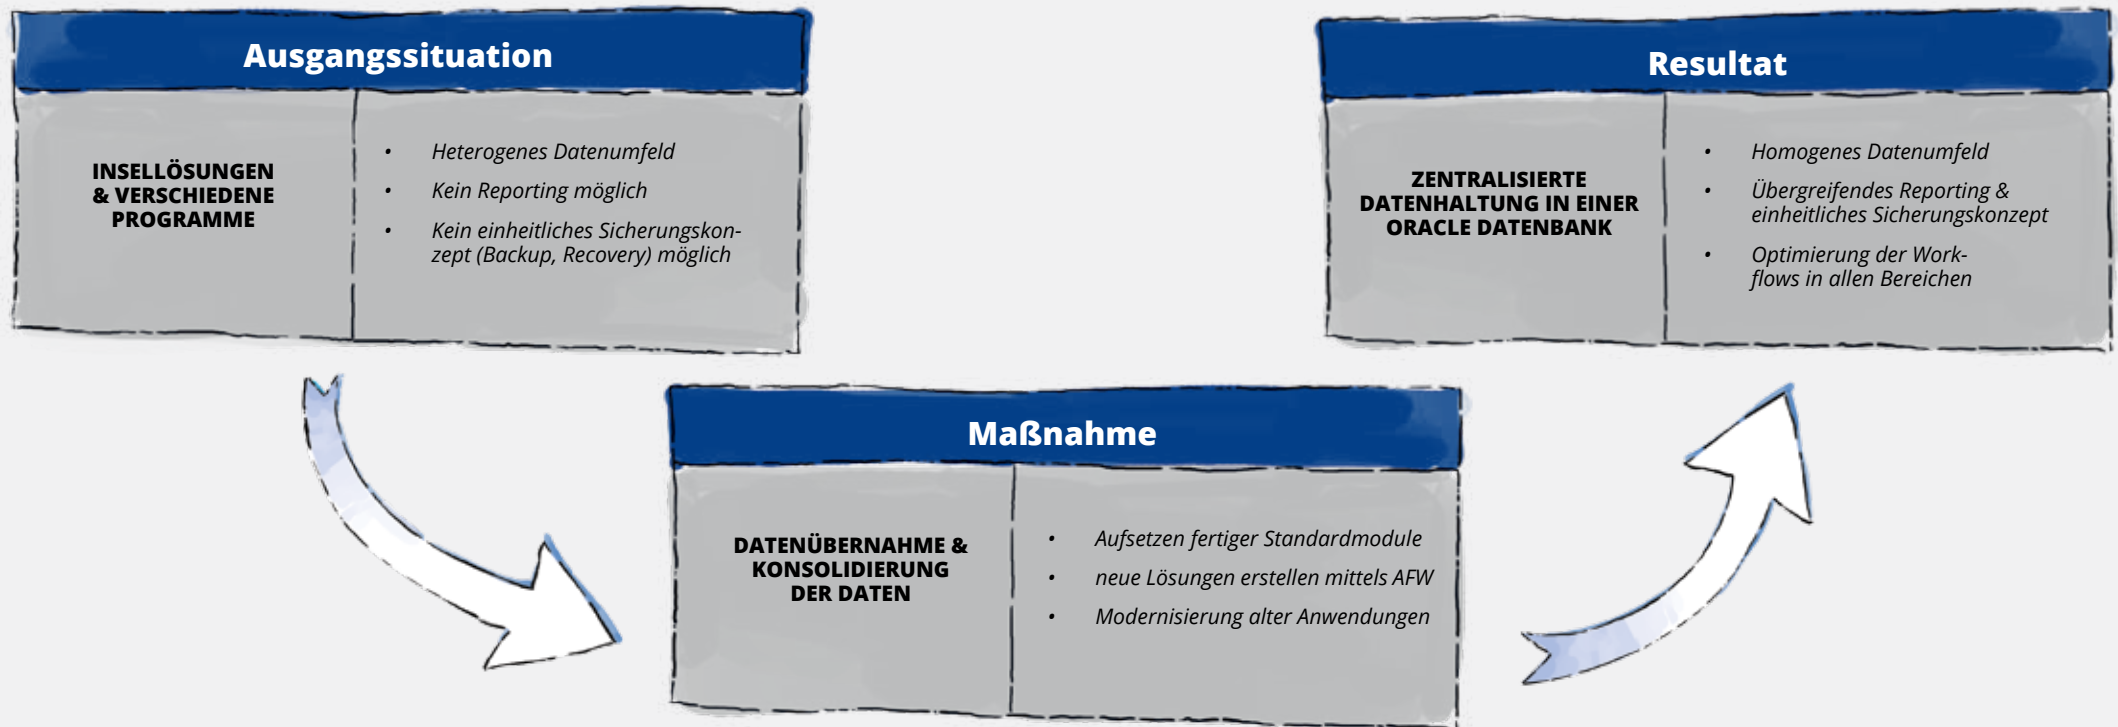 Ausgangssituation
INSELLÖSUNGEN
& VERSCHIEDENE
PROGRAMME
• Heterogenes Datenumfeld
• Kein Reporting möglich
• Kein einheitliches Sicherungskon-
zept (Backup, Recovery) möglich
Maßnahme
DATENÜBERNAHME &
KONSOLIDIERUNG
DER DATEN
• Aufsetzen fertiger Standardmodule
• neue Lösungen erstellen mittels AFW
• Modernisierung alter Anwendungen
Resultat
ZENTRALISIERTE
DATENHALTUNG IN EINER
ORACLE DATENBANK
• Homogenes Datenumfeld
• Übergreifendes Reporting &
einheitliches Sicherungskonzept
• Optimierung der Work-
flows in allen Bereichen